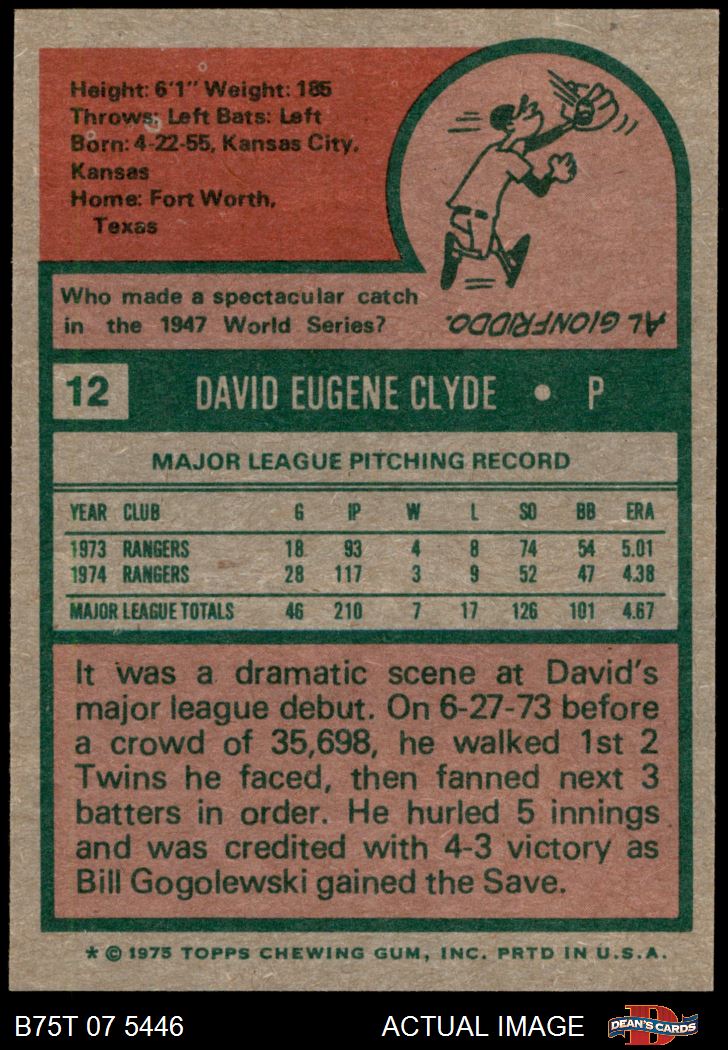 Height: 6'1" Weight: 185
Throws: Left Bats: Left
Born: 4-22-55, Kansas City,
Kansas
Home: Fort Worth,
Texas
Who made a spectacular catch
in the 1947 World Series?
AL GIONFRIDDO.
12 DAVID EUGENE CLYDE • P
MAJOR LEAGUE PITCHING RECORD
YEAR CLUB G IP W L SO BB ERA
1973 RANGERS 18 93 4 8 74 54 5.01
1974 RANGERS 28 117 3 9 52 47 4.38
MAJOR LEAGUE TOTALS 46 210 7 17 126 101 4.67
It was a dramatic scene at David's
major league debut. On 6-27-73 before
a crowd of 35,698, he walked 1st 2
Twins he faced, then fanned next 3
batters in order. He hurled 5 innings
and was credited with 4-3 victory as
Bill Gogolewski gained the Save.
* © 1975 TOPPS CHEWING GUM, INC. PRTD IN U.S.A.
B75T 07 5446 ACTUAL IMAGE
D
DEAN'S CARDS